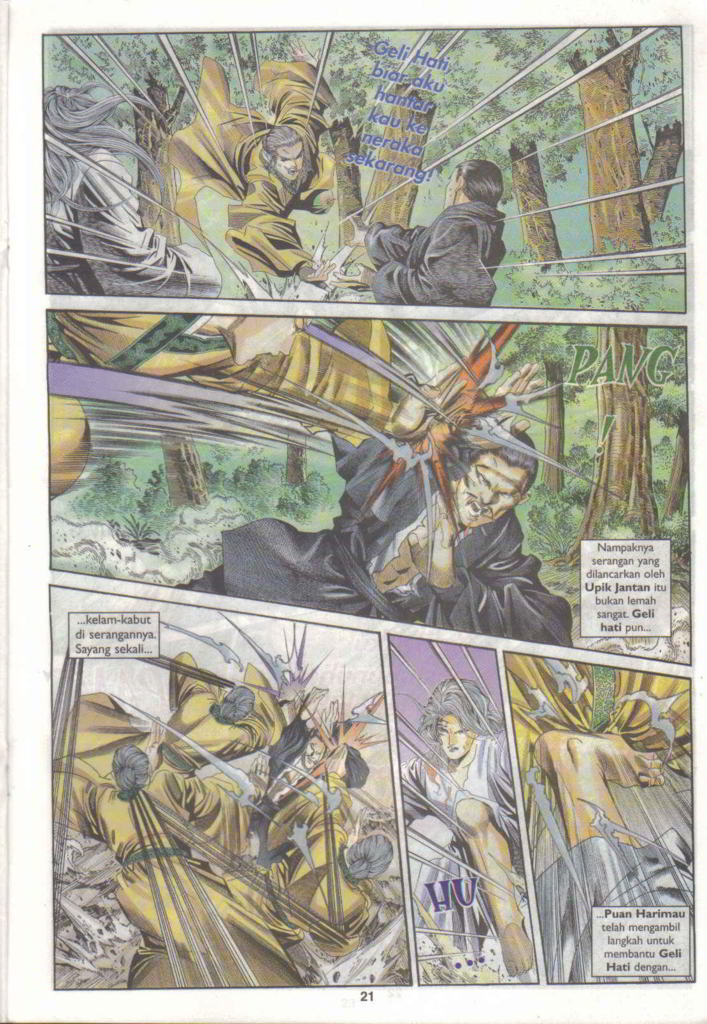 Geli Hati,
biar aku
hantar
kau ke
neraka
sekarang!
PANG
!
Nampaknya
serangan yang
dilancarkan oleh
Upik Jantan itu
bukan lemah
sangat. Geli
hati pun...
...kelam-kabut
di serangannya.
Sayang sekali...
HU
...
...Puan Harimau
telah mengambil
langkah untuk
membantu Geli
Hati dengan...
21